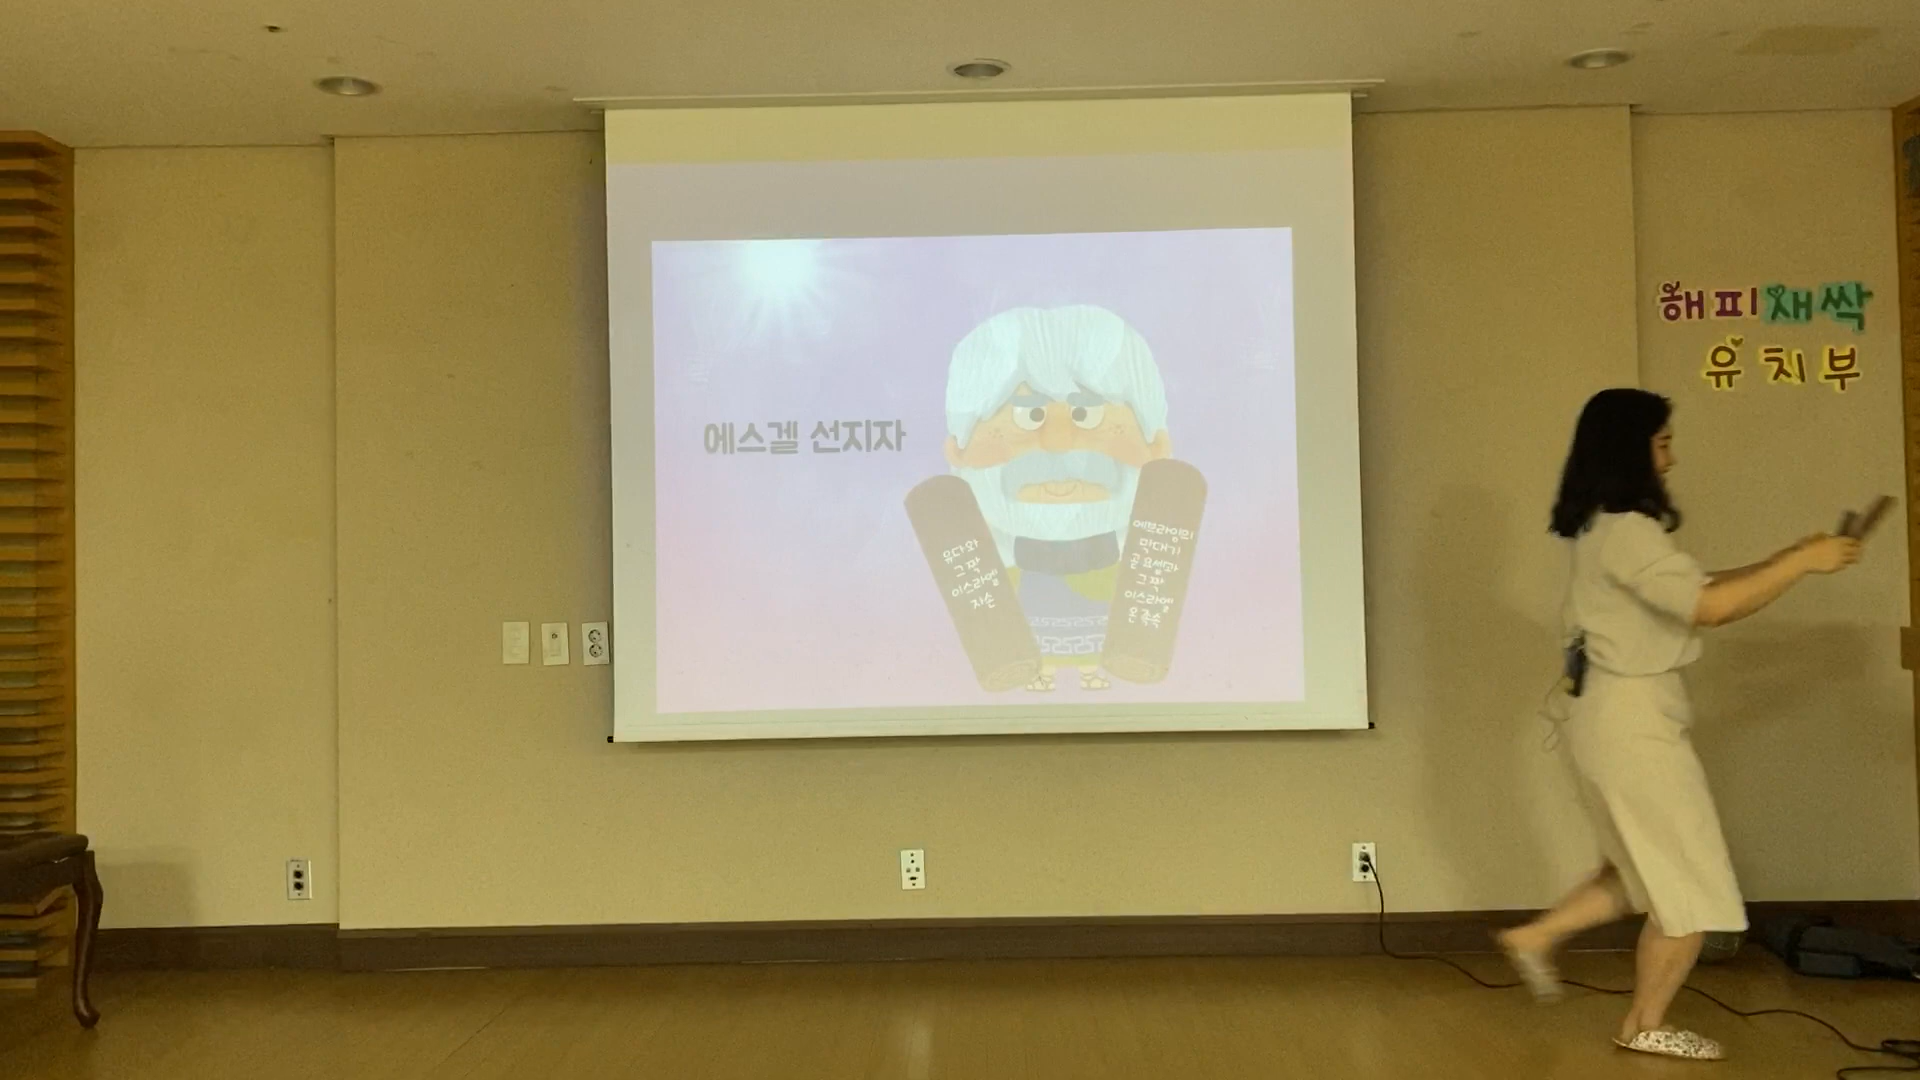 에스겔 선지자
유다와
그 짝
이스라엘
자손
에브라임의
막대기
곧 요셉과
그 짝
이스라엘
온 족속
해피새싹
유치부